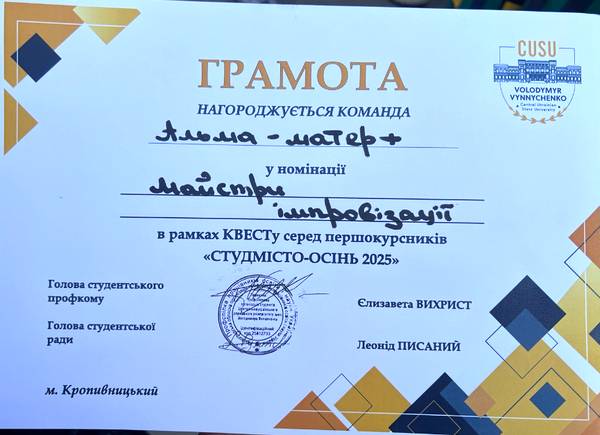 CUSU
VOLODYMYR
VYNNYCHENKO
Central Ukrainian
State University
ГРАМОТА
НАГОРОДЖУЄТЬСЯ КОМАНДА
Альма-матер+
у номінації
майстри
імпровізації
в рамках КВЕСТу серед першокурсників
«СТУДМІСТО-ОСІНЬ 2025»
Голова студентського
профкому
Єлизавета ВИХРИСТ
Голова студентської
ради
Леонід ПИСАНИЙ
м. Кропивницький